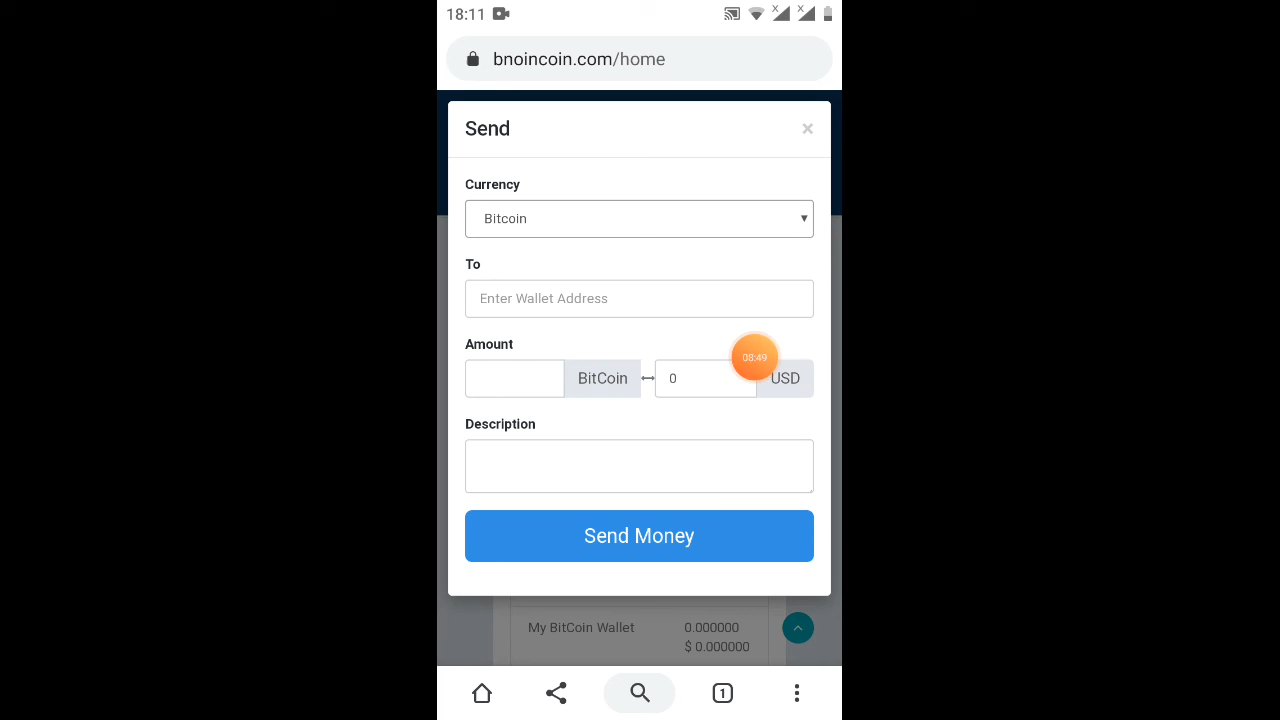 18:11
bnoincoin.com/home
Send ×
Currency
Bitcoin
To
Enter Wallet Address
Amount
BitCoin 0 USD
08:49
Description
Send Money
My BitCoin Wallet 0.000000
$ 0.000000
1